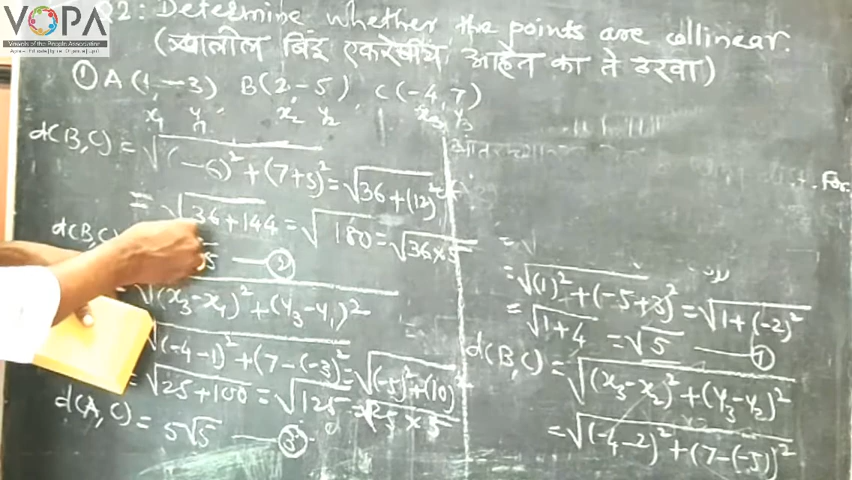 VOPA
Vowels of the People Association
Q2: Determine whether the points are collinear.
(खालील बिंदू एकरेषीय आहेत का ते ठरवा)
① A (1, -3) B(2, -5), C(-4, 7)
x₁ y₁ x₂ y₂ x₃ y₃
d(B,C) = √(-6)² + (7+5)² = √36 + (12)²
= √36+144 = √180 = √36×5
d(B,C) √5 — ②
= √(x₃-x₁)² + (y₃-y₁)²
√(-4-1)² + (7-(-3)² = √(-5)² + (10)²
= √25+100 = √125 = √25×5
d(A,C) = 5√5 — ③
= √
= √(1)² + (-5+3)² = √1+(-2)²
= √1+4 = √5 — ①
d(B,C) = √(x₃-x₂)² + (y₃-y₂)²
= √(-4-2)² + (7-(-5))²
For